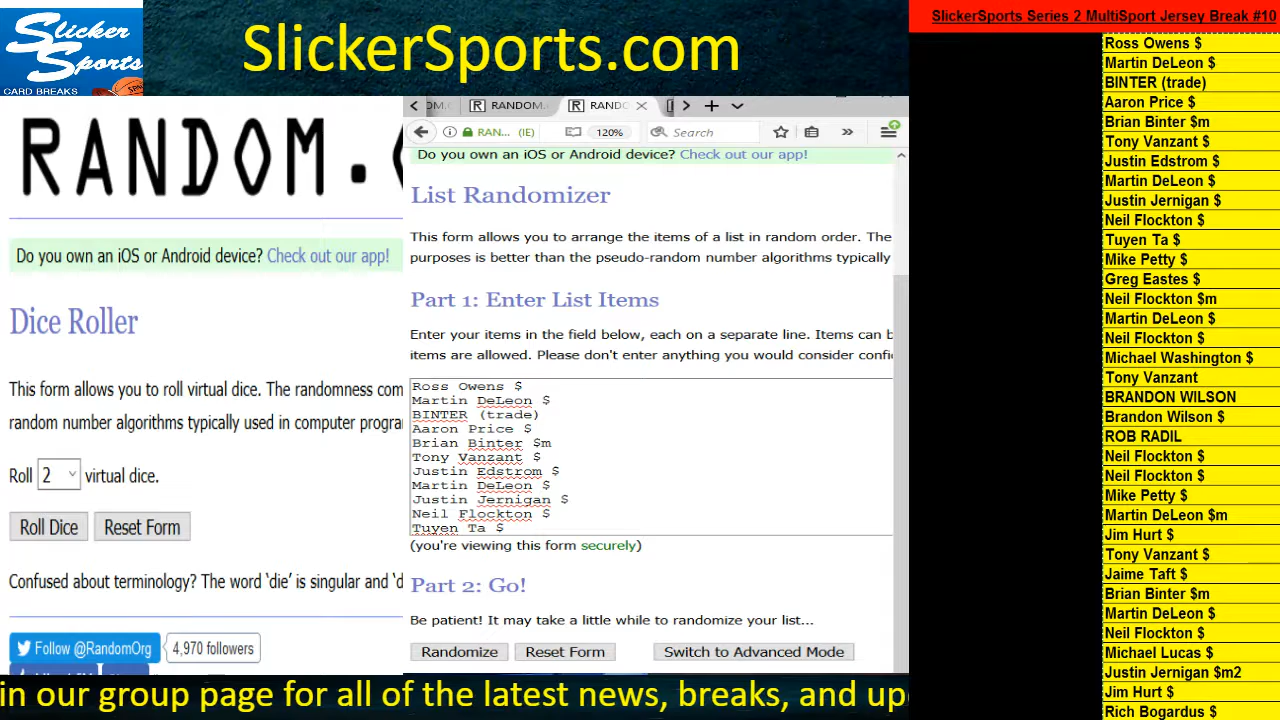 Slicker
Sports
CARD BREAKS
SlickerSports.com
SlickerSports Series 2 MultiSport Jersey Break #10
RANDOM.
Do you own an iOS or Android device? Check out our app!
Dice Roller
This form allows you to roll virtual dice. The randomness com
random number algorithms typically used in computer progra
Roll 2 virtual dice.
Roll Dice Reset Form
Confused about terminology? The word ‘die’ is singular and ‘d
Follow @RandomOrg 4,970 followers
RANDOM. RANDO
RAN... (IE) 120% Search
Do you own an iOS or Android device? Check out our app!
List Randomizer
This form allows you to arrange the items of a list in random order. The
purposes is better than the pseudo-random number algorithms typically
Part 1: Enter List Items
Enter your items in the field below, each on a separate line. Items can b
items are allowed. Please don't enter anything you would consider confi
Ross Owens $
Martin DeLeon $
BINTER (trade)
Aaron Price $
Brian Binter $m
Tony Vanzant $
Justin Edstrom $
Martin DeLeon $
Justin Jernigan $
Neil Flockton $
Tuyen Ta $
(you're viewing this form securely)
Part 2: Go!
Be patient! It may take a little while to randomize your list...
Randomize Reset Form Switch to Advanced Mode
Ross Owens $
Martin DeLeon $
BINTER (trade)
Aaron Price $
Brian Binter $m
Tony Vanzant $
Justin Edstrom $
Martin DeLeon $
Justin Jernigan $
Neil Flockton $
Tuyen Ta $
Mike Petty $
Greg Eastes $
Neil Flockton $m
Martin DeLeon $
Neil Flockton $
Michael Washington $
Tony Vanzant
BRANDON WILSON
Brandon Wilson $
ROB RADIL
Neil Flockton $
Neil Flockton $
Mike Petty $
Martin DeLeon $m
Jim Hurt $
Tony Vanzant $
Jaime Taft $
Brian Binter $m
Martin DeLeon $
Neil Flockton $
Michael Lucas $
Justin Jernigan $m2
Jim Hurt $
Rich Bogardus $
in our group page for all of the latest news, breaks, and up